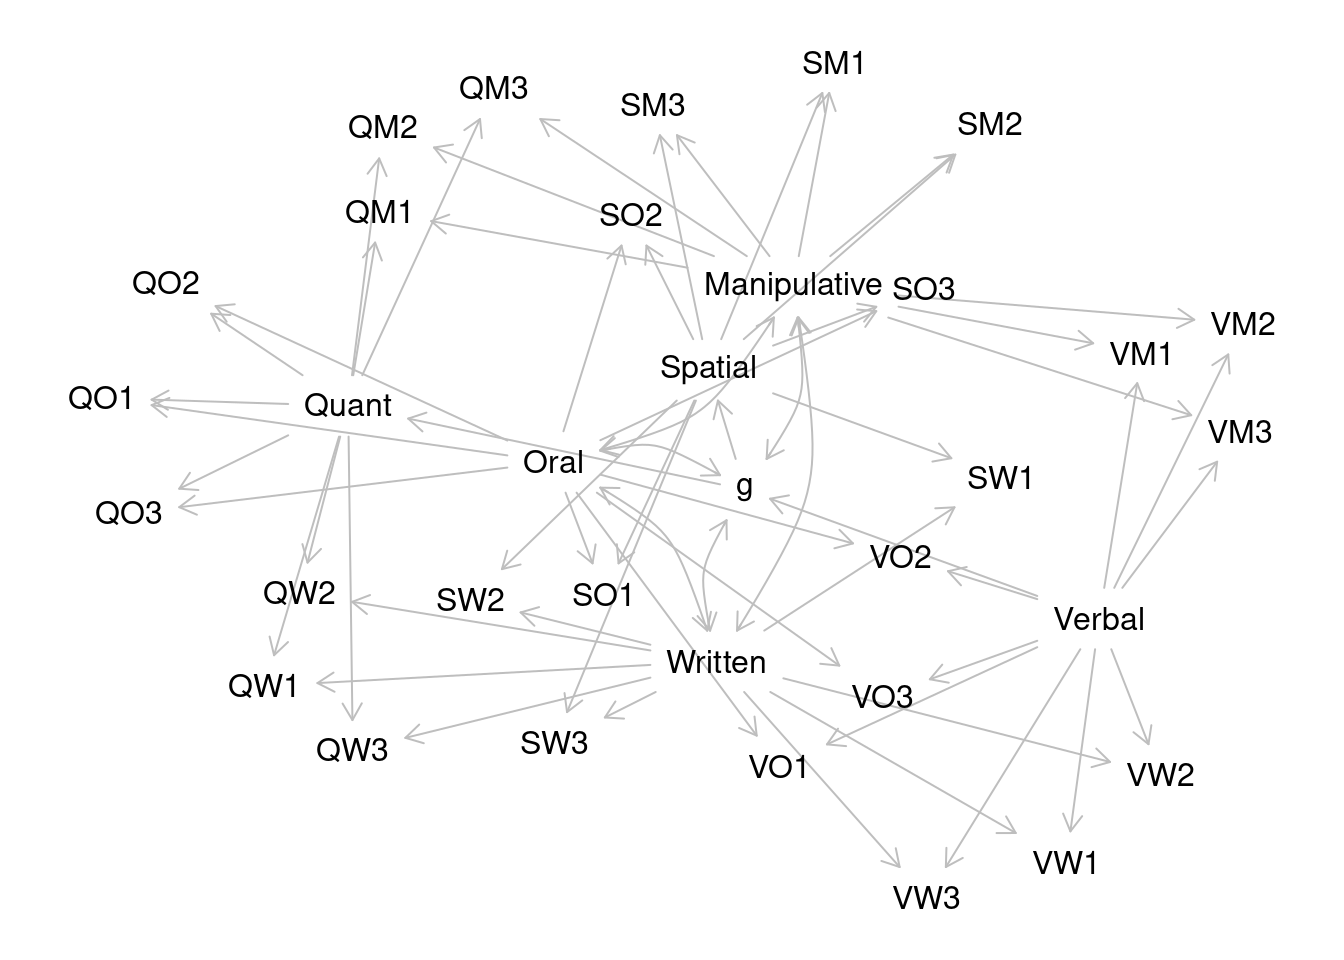 SM1
QM3
SM3
QM2
SM2
QM1
SO2
QO2
Manipulative
SO3
VM2
VM1
Spatial
QO1
Quant
VM3
Oral
SW1
g
QO3
VO2
QW2
SW2
SO1
Verbal
Written
QW1
VO3
QW3
SW3
VO1
VW2
VW1
VW3